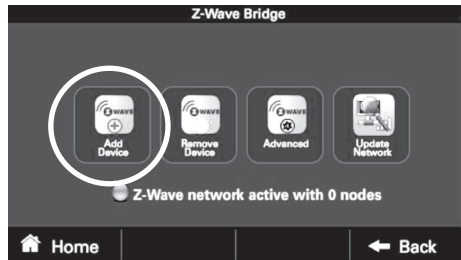 Z-Wave Bridge
Z WAVE
Add
Device
Z WAVE
Remove
Device
Z WAVE
Advanced
Update
Network
Z-Wave network active with 0 nodes
Home
Back